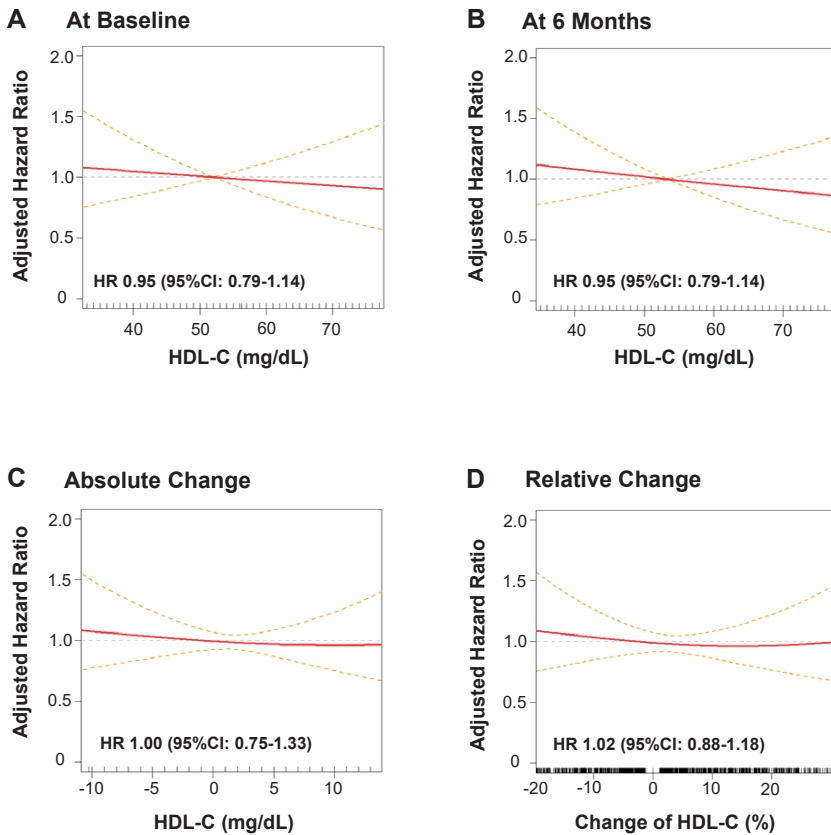 A At Baseline
Adjusted Hazard Ratio
2.0
1.5
1.0
0.5
0
HR 0.95 (95%CI: 0.79-1.14)
40 50 60 70
HDL-C (mg/dL)
B At 6 Months
Adjusted Hazard Ratio
2.0
1.5
1.0
0.5
0
HR 0.95 (95%CI: 0.79-1.14)
40 50 60 70
HDL-C (mg/dL)
C Absolute Change
Adjusted Hazard Ratio
2.0
1.5
1.0
0.5
0
HR 1.00 (95%CI: 0.75-1.33)
-10 -5 0 5 10
HDL-C (mg/dL)
D Relative Change
Adjusted Hazard Ratio
2.0
1.5
1.0
0.5
0
HR 1.02 (95%CI: 0.88-1.18)
-20 -10 0 10 20
Change of HDL-C (%)